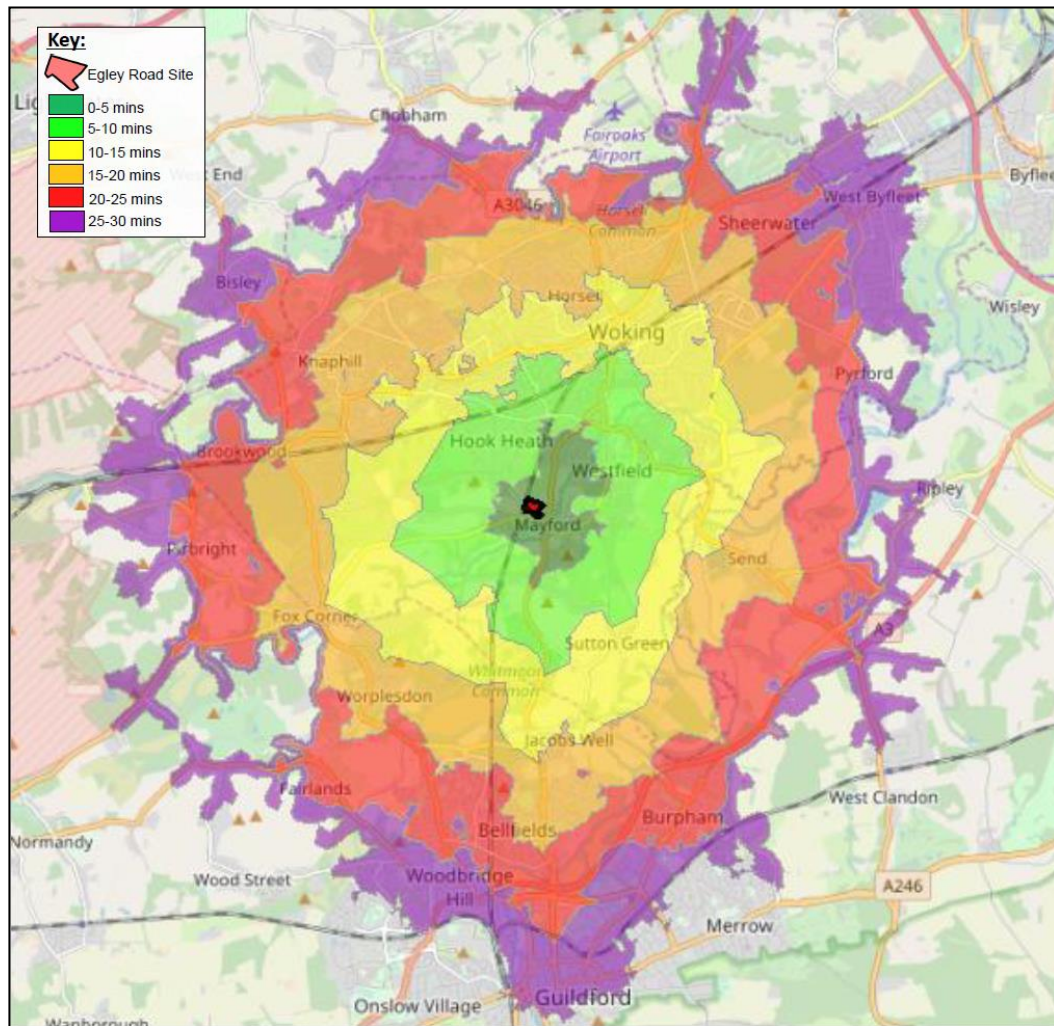 Key:
Egley Road Site
0-5 mins
5-10 mins
10-15 mins
15-20 mins
20-25 mins
25-30 mins
Lig
Chobham
Fairoaks
Airport
West End
A3046
Horsell
Common
Sheerwater
West Byfleet
Byflee
Bisley
Horsell
Woking
Wisley
Knaphill
Pyrford
Hook Heath
Brookwood
Westfield
Ripley
Mayford
Pirbright
Send
Fox Corner
Sutton Green
A3
Whitmoor
Common
Worplesdon
Jacobs Well
Fairlands
West Clandon
Burpham
Bellfields
Normandy
Wood Street
Woodbridge
Hill
A246
Merrow
Guildford
Onslow Village
Wanborough